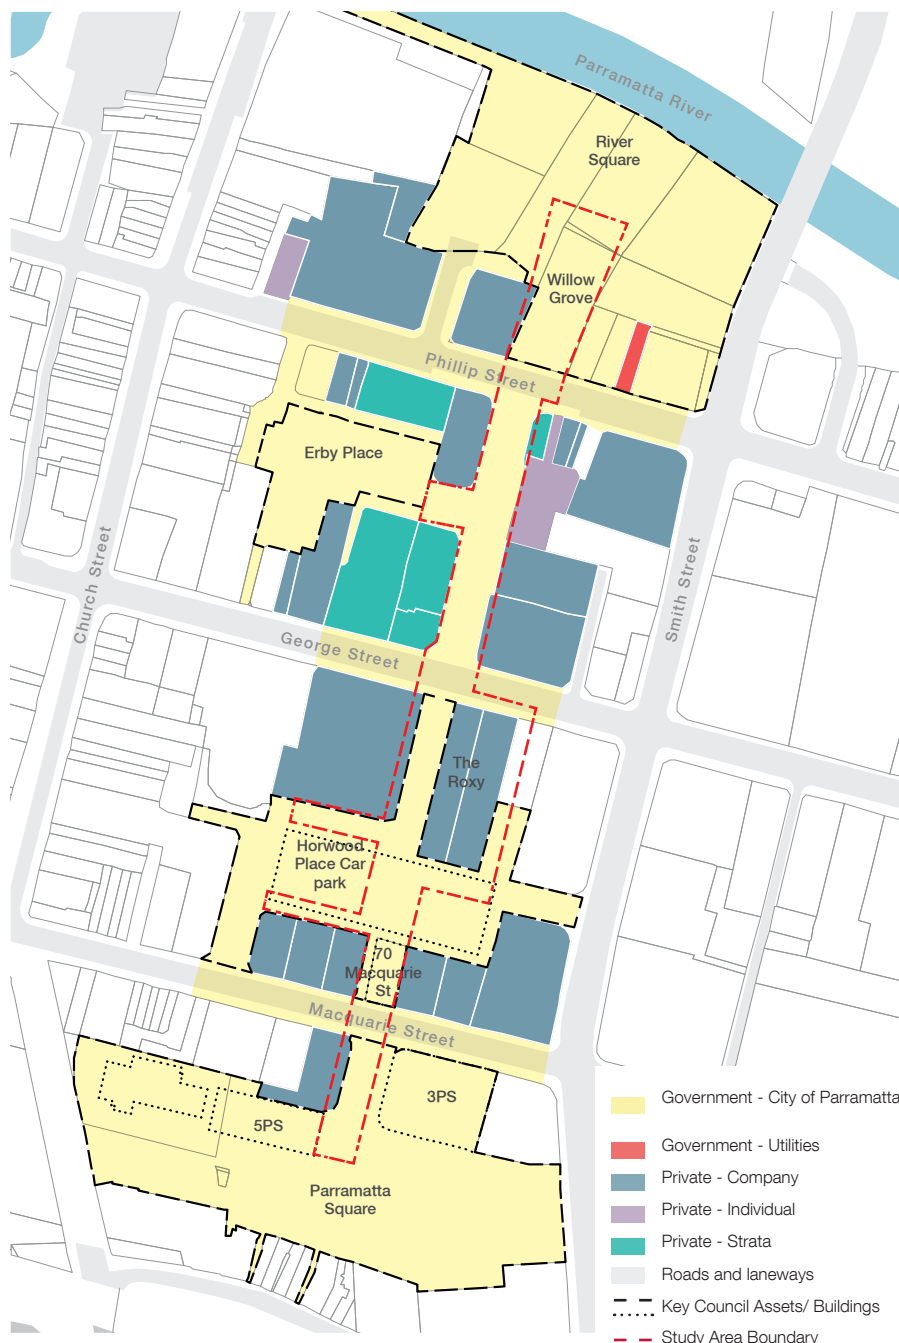 Parramatta River
River
Square
Willow
Grove
Phillip Street
Erby Place
Church Street
Smith Street
George Street
The
Roxy
Horwood
Place Car
park
70
Macquarie
St
Macquarie Street
3PS
5PS
Parramatta
Square
Government - City of Parramatta
Government - Utilities
Private - Company
Private - Individual
Private - Strata
Roads and laneways
Key Council Assets/ Buildings
Study Area Boundary